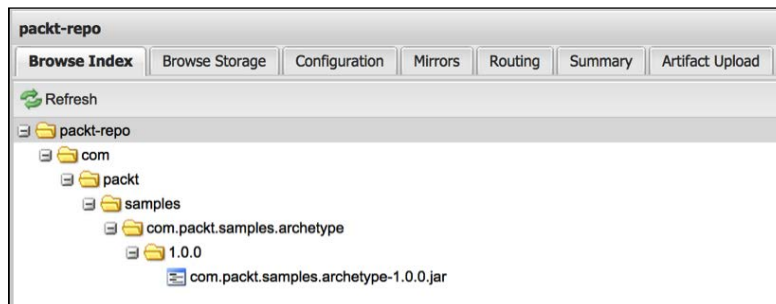 packt-repo
Browse Index Browse Storage Configuration Mirrors Routing Summary Artifact Upload
Refresh
packt-repo
com
packt
samples
com.packt.samples.archetype
1.0.0
com.packt.samples.archetype-1.0.0.jar